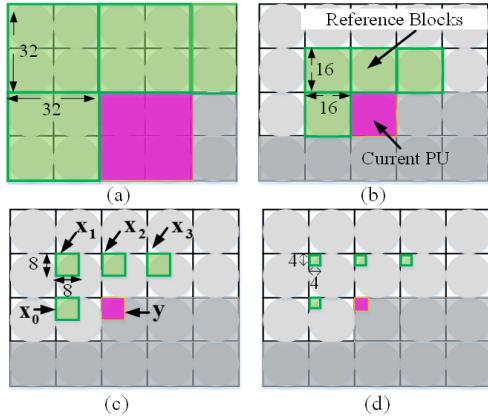 32
32
(a)
Reference Blocks
16
16
Current PU
(b)
x₁ x₂ x₃
8
8
x₀ y
(c)
4
4
(d)